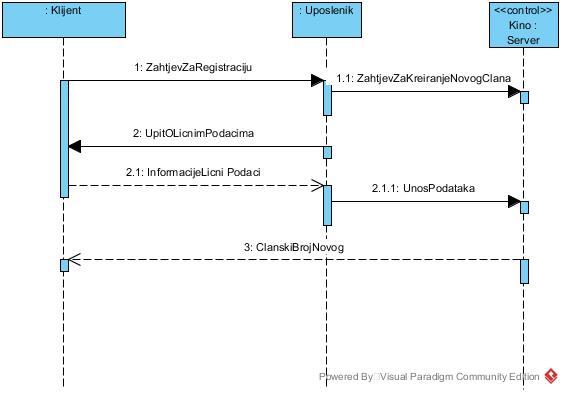 : Klijent
: Uposlenik
<<control>>
Kino :
Server
1: ZahtjevZaRegistraciju
1.1: ZahtjevZaKreiranjeNovogClana
2: UpitOLicnimPodacima
2.1: InformacijeLicni Podaci
2.1.1: UnosPodataka
3: ClanskiBrojNovog
Powered By Visual Paradigm Community Edition